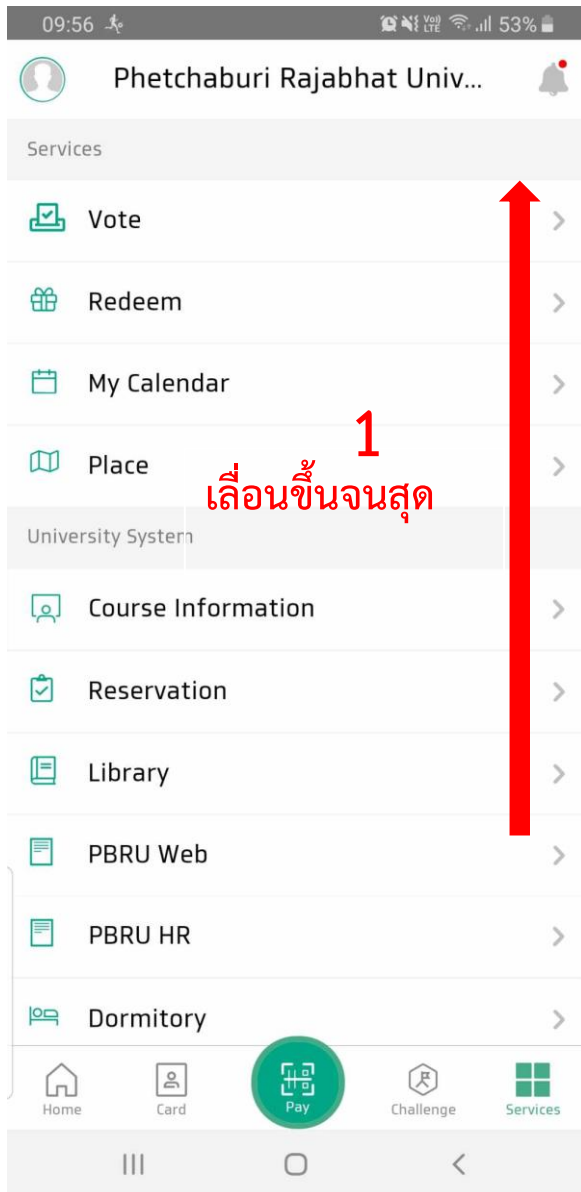 09:56 Vo)) LTE 53%
Phetchaburi Rajabhat Univ...
Services
Vote
Redeem
My Calendar
1
Place
เลื่อนขึ้นจนสุด
University System
Course Information
Reservation
Library
PBRU Web
PBRU HR
Dormitory
Home Card Pay Challenge Services